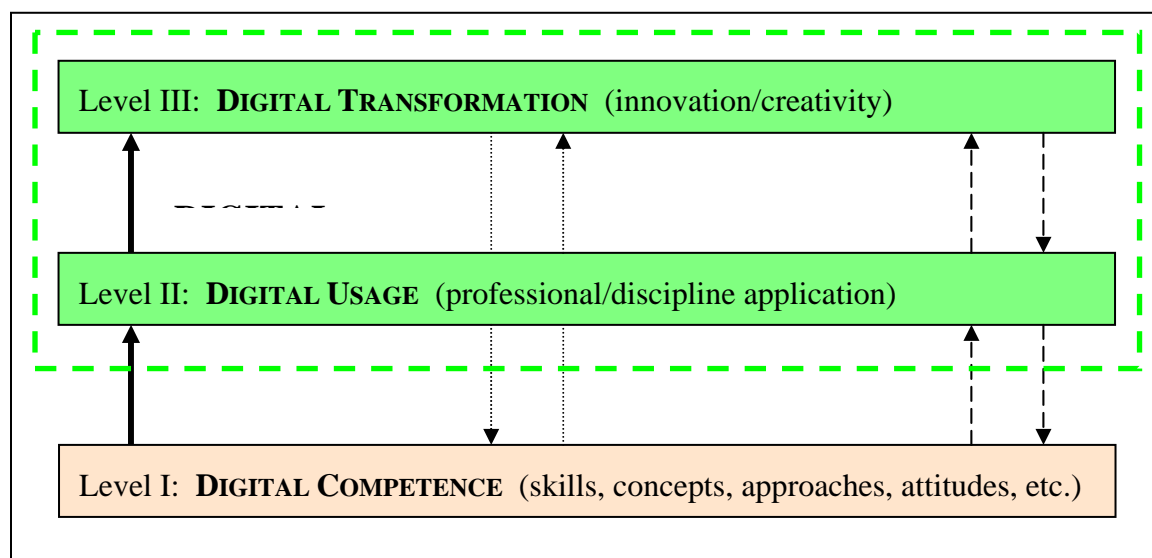 Level III: DIGITAL TRANSFORMATION (innovation/creativity)
Level II: DIGITAL USAGE (professional/discipline application)
Level I: DIGITAL COMPETENCE (skills, concepts, approaches, attitudes, etc.)